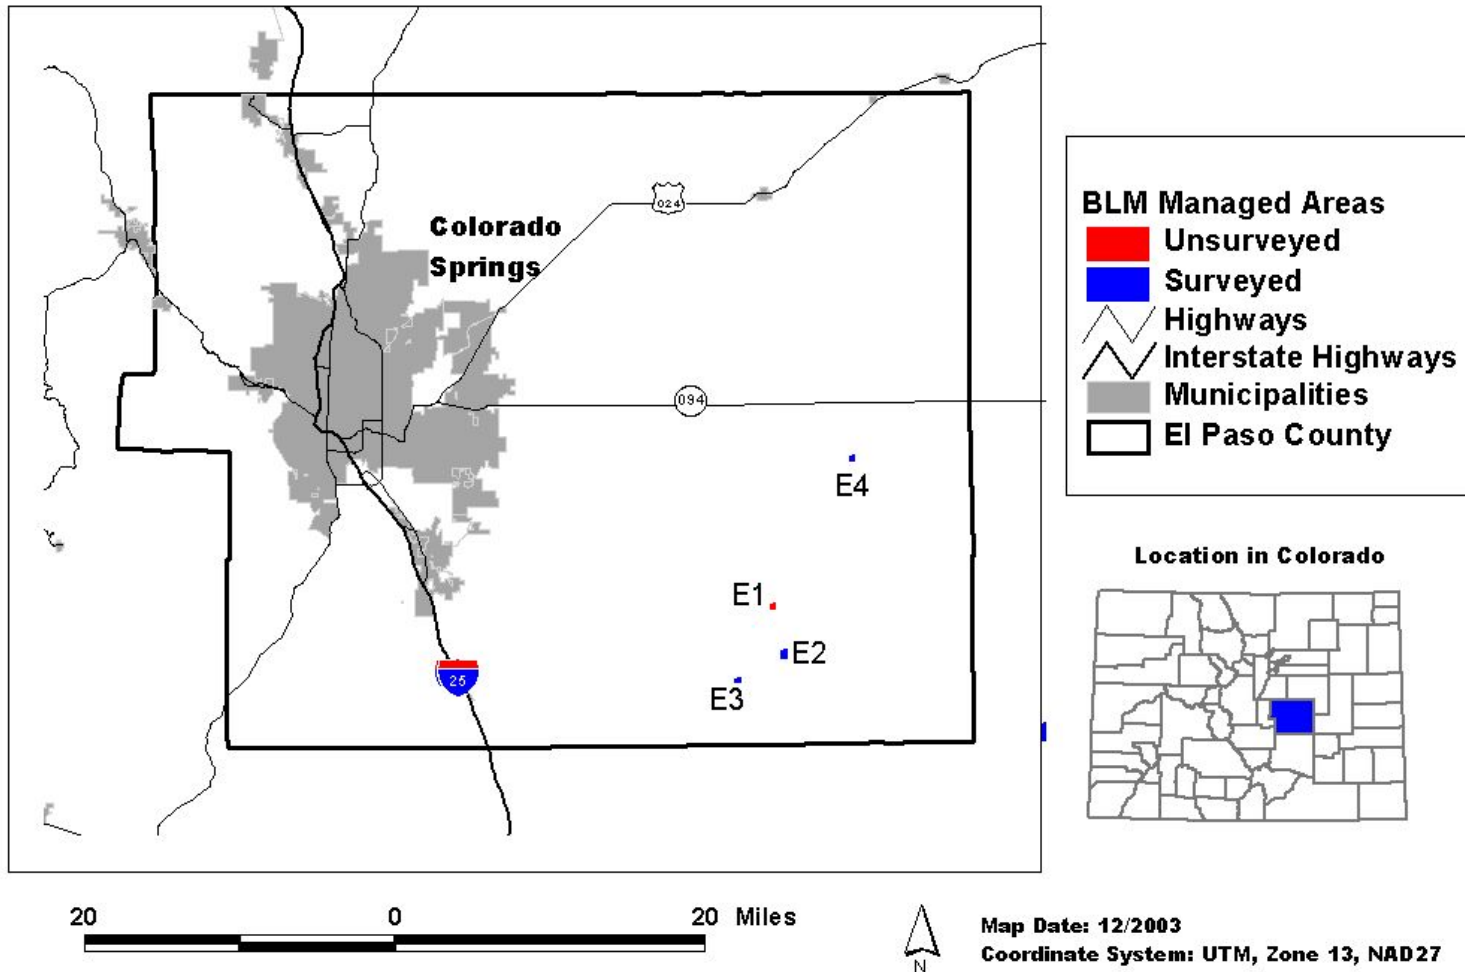 Colorado
Springs
024
094
E4
E1
E2
E3
25
BLM Managed Areas
Unsurveyed
Surveyed
Highways
Interstate Highways
Municipalities
El Paso County
Location in Colorado
20 0 20 Miles
N
Map Date: 12/2003
Coordinate System: UTM, Zone 13, NAD27